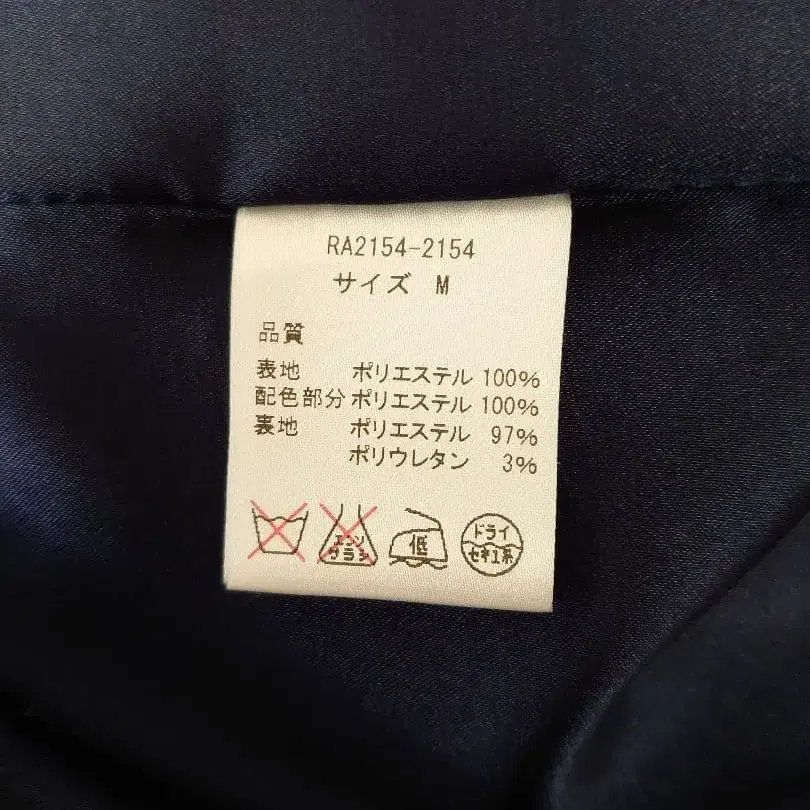 RA2154-2154
サイズ M
品質
表地 ポリエステル 100%
配色部分 ポリエステル 100%
裏地 ポリエステル 97%
ポリウレタン 3%
エンソ
サラシ
低
ドライ
セキユ系